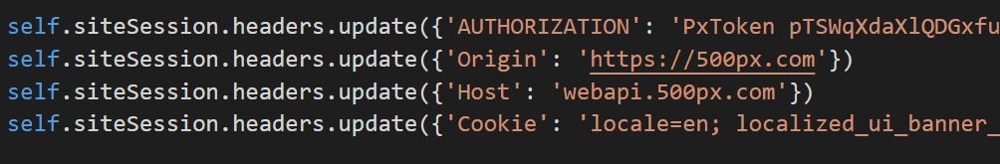 self.siteSession.headers.update({'AUTHORIZATION': 'PxToken pTSWqXdaXlQDGxfu
self.siteSession.headers.update({'Origin': 'https://500px.com'})
self.siteSession.headers.update({'Host': 'webapi.500px.com'})
self.siteSession.headers.update({'Cookie': 'locale=en; localized_ui_banner_